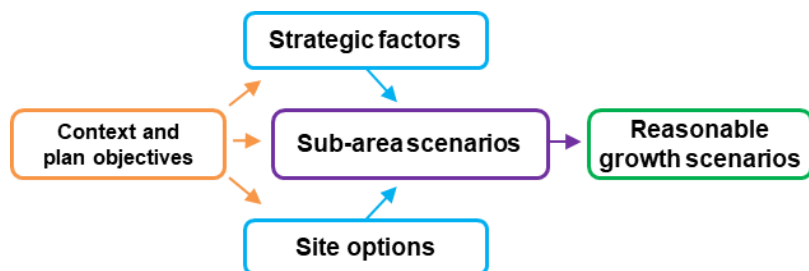 Strategic factors
Context and
plan objectives
Sub-area scenarios
Reasonable
growth scenarios
Site options